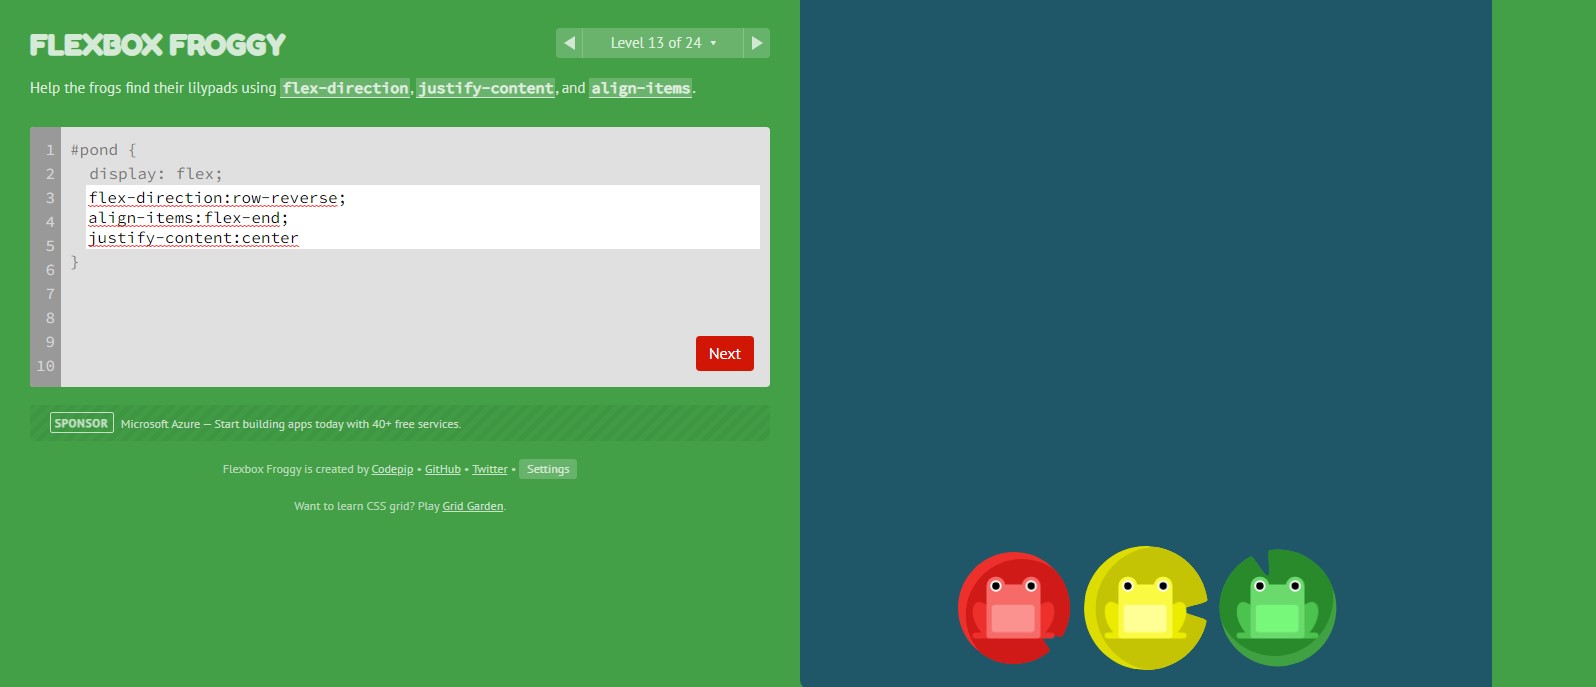 FLEXBOX FROGGY
◀ Level 13 of 24 ▾ ▶
Help the frogs find their lilypads using flex-direction, justify-content, and align-items.
1 #pond {
2 display: flex;
3 flex-direction:row-reverse;
4 align-items:flex-end;
5 justify-content:center
6 }
7
8
9
10
Next
SPONSOR Microsoft Azure — Start building apps today with 40+ free services.
Flexbox Froggy is created by Codepip • GitHub • Twitter • Settings
Want to learn CSS grid? Play Grid Garden.